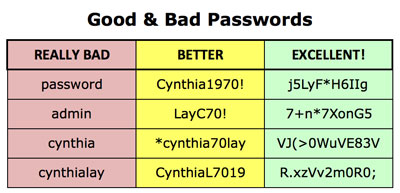 Good & Bad Passwords
REALLY BAD BETTER EXCELLENT!
password Cynthia1970! j5LyF*H6IIg
admin LayC70! 7+n*7XonG5
cynthia *cynthia70lay VJ(>0WuVE83V
cynthialay CynthiaL7019 R.xzVv2m0R0;